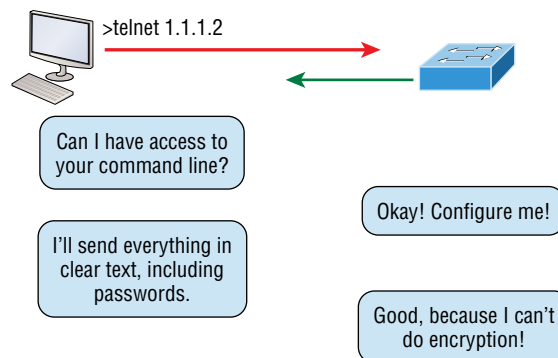 >telnet 1.1.1.2
Can I have access to
your command line?
Okay! Configure me!
I'll send everything in
clear text, including
passwords.
Good, because I can't
do encryption!